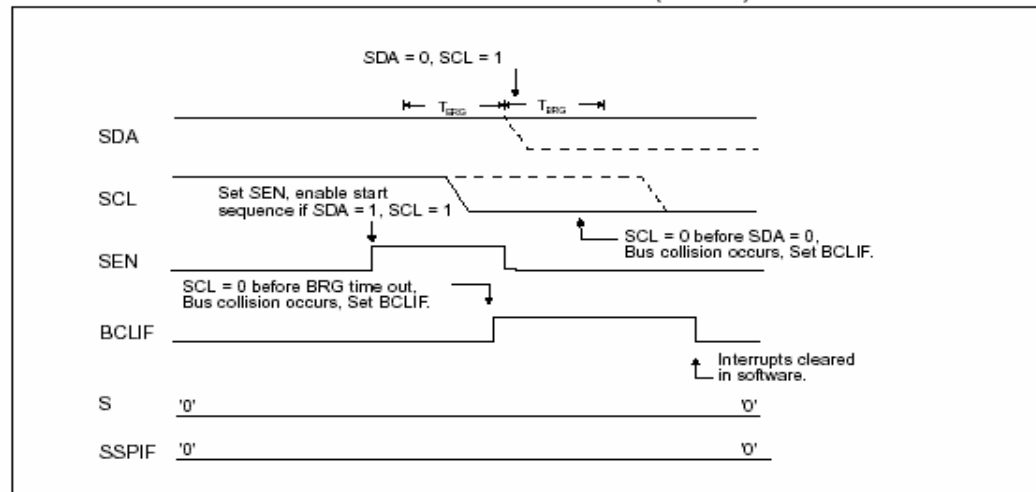 SDA = 0, SCL = 1
TBRG TBRG
SDA
SCL
Set SEN, enable start
sequence if SDA = 1, SCL = 1
SCL = 0 before SDA = 0,
Bus collision occurs, Set BCLIF.
SEN
SCL = 0 before BRG time out,
Bus collision occurs, Set BCLIF.
BCLIF
Interrupts cleared
in software.
S '0' '0'
SSPIF '0' '0'